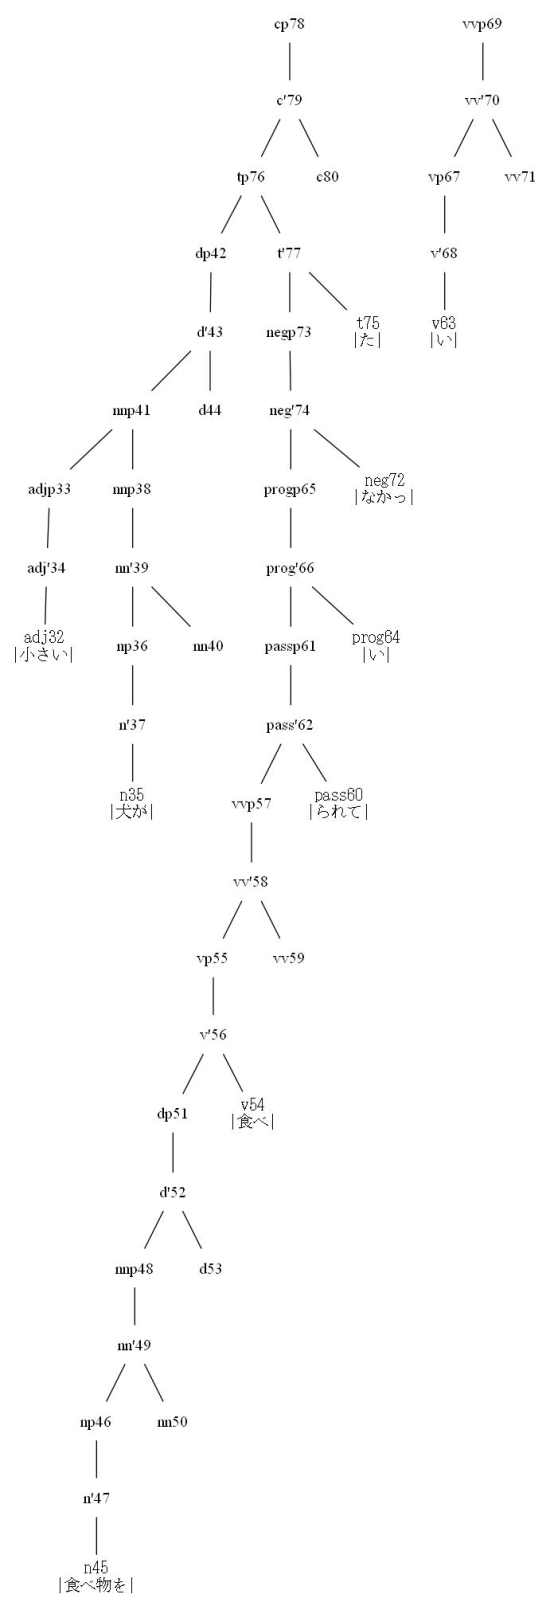 cp78 vvp69
c'79 vv'70
tp76 c80 vp67 vv71
dp42 t'77 v'68
d'43 negp73 t75 v63
|た| |い|
nnp41 d44 neg'74
adjp33 nnp38 progp65 neg72
|なかっ|
adj'34 nn'39 prog'66
adj32 np36 nn40 passp61 prog64
|小さい| |い|
n'37 pass'62
n35 vvp57 pass60
|犬が| |られて|
vv'58
vp55 vv59
v'56
dp51 v54
|食べ|
d'52
nnp48 d53
nn'49
np46 nn50
n'47
n45
|食べ物を|